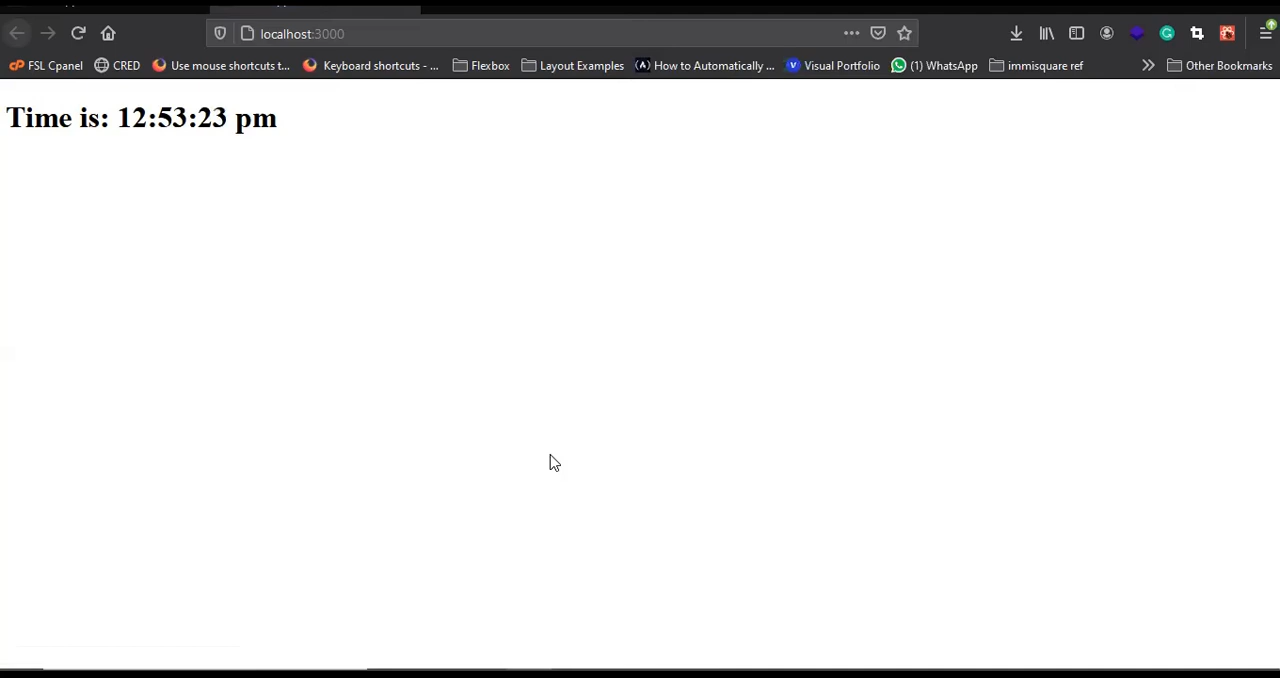 localhost:3000
FSL Cpanel CRED Use mouse shortcuts t... Keyboard shortcuts - ... Flexbox Layout Examples How to Automatically ... Visual Portfolio (1) WhatsApp immisquare ref Other Bookmarks
Time is: 12:53:23 pm